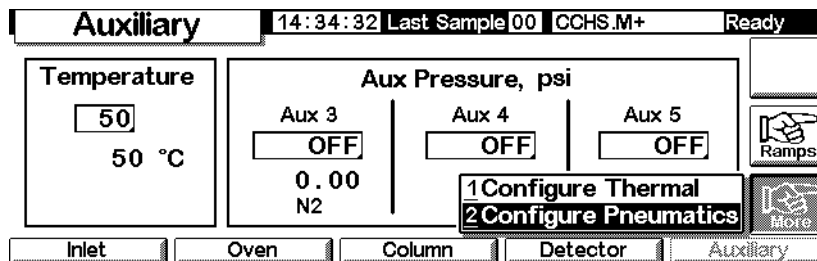 Auxiliary 14:34:32 Last Sample 00 CCHS.M+ Ready
Temperature
50
50 °C
Aux Pressure, psi
Aux 3 Aux 4 Aux 5
OFF OFF OFF
0.00
N2
1 Configure Thermal
2 Configure Pneumatics
Ramps
More
Inlet Oven Column Detector Auxiliary